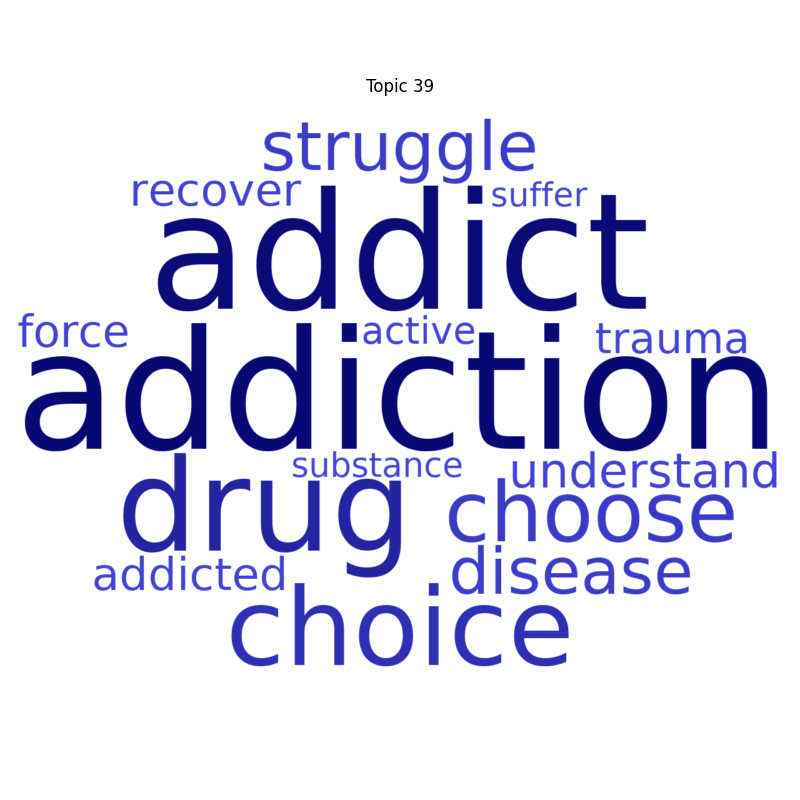 Topic 39
struggle
recover suffer
addict
force active trauma
addiction
substance understand
drug choose
addicted disease
choice